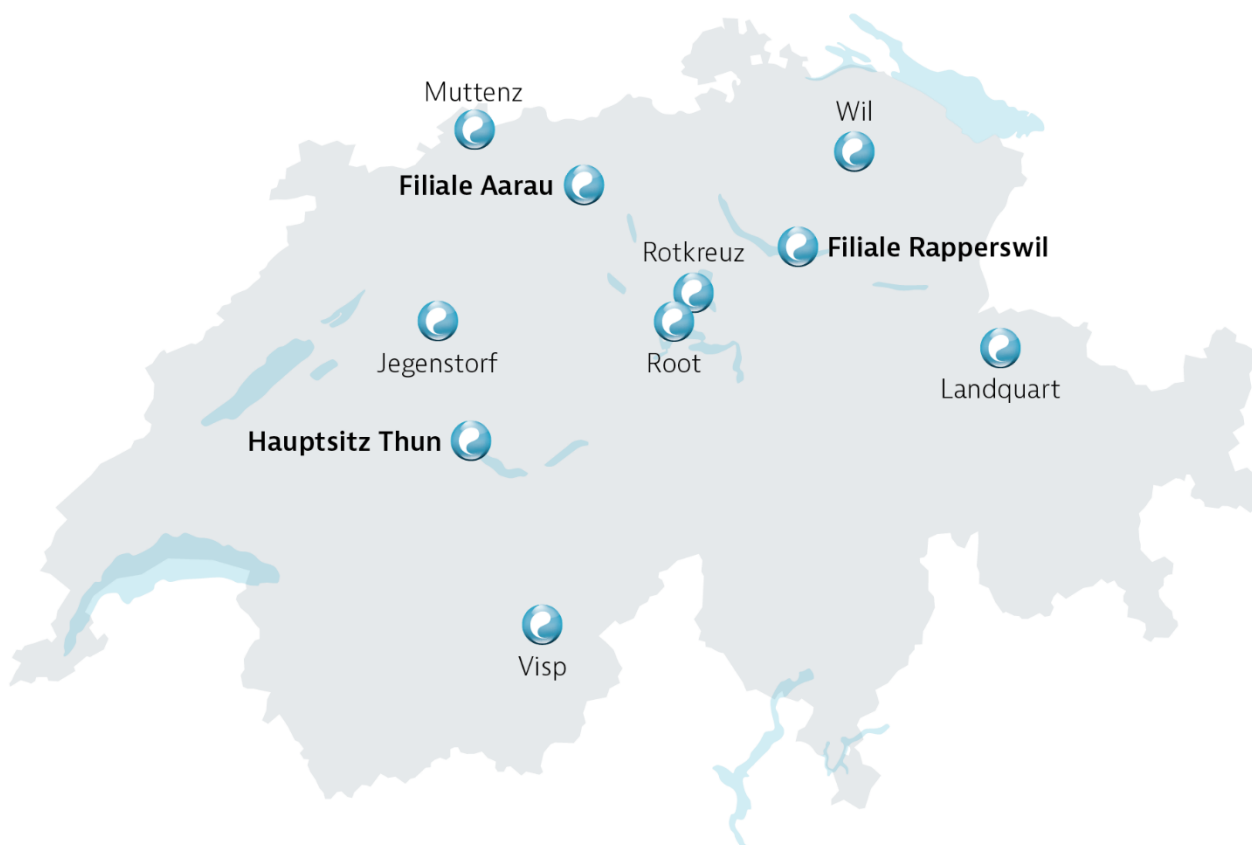 Muttenz
Wil
Filiale Aarau
Filiale Rapperswil
Rotkreuz
Jegenstorf
Root
Landquart
Hauptsitz Thun
Visp